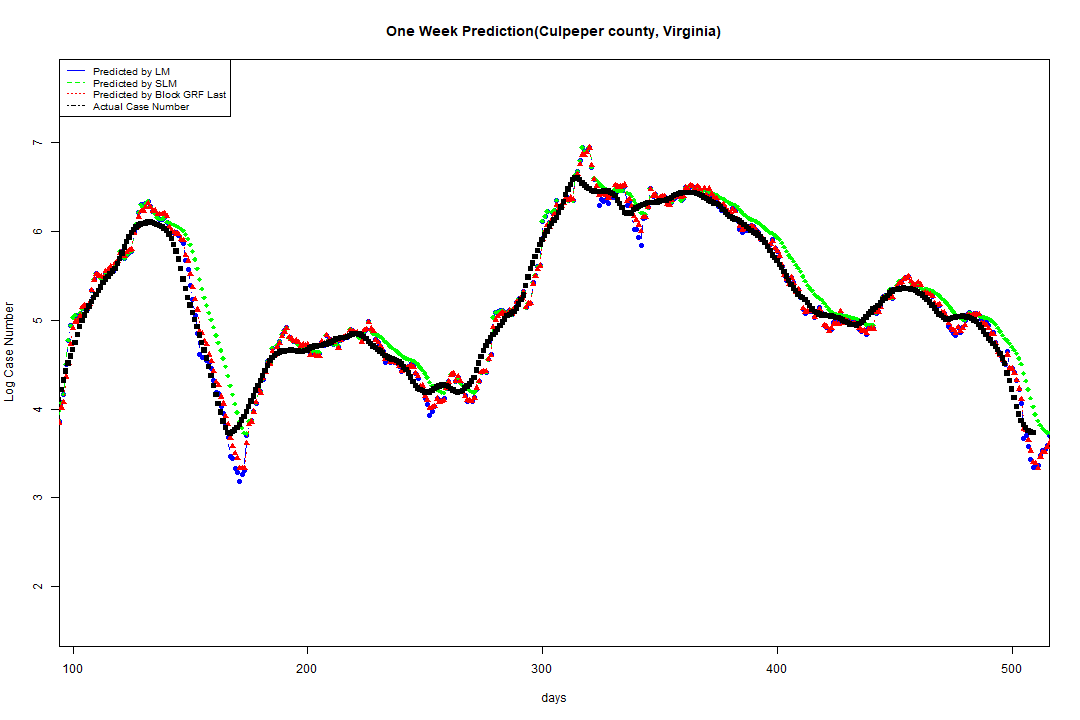 One Week Prediction(Culpeper county, Virginia)
Predicted by LM
Predicted by SLM
Predicted by Block GRF Last
Actual Case Number
7
6
5
4
3
2
Log Case Number
100 200 300 400 500
days